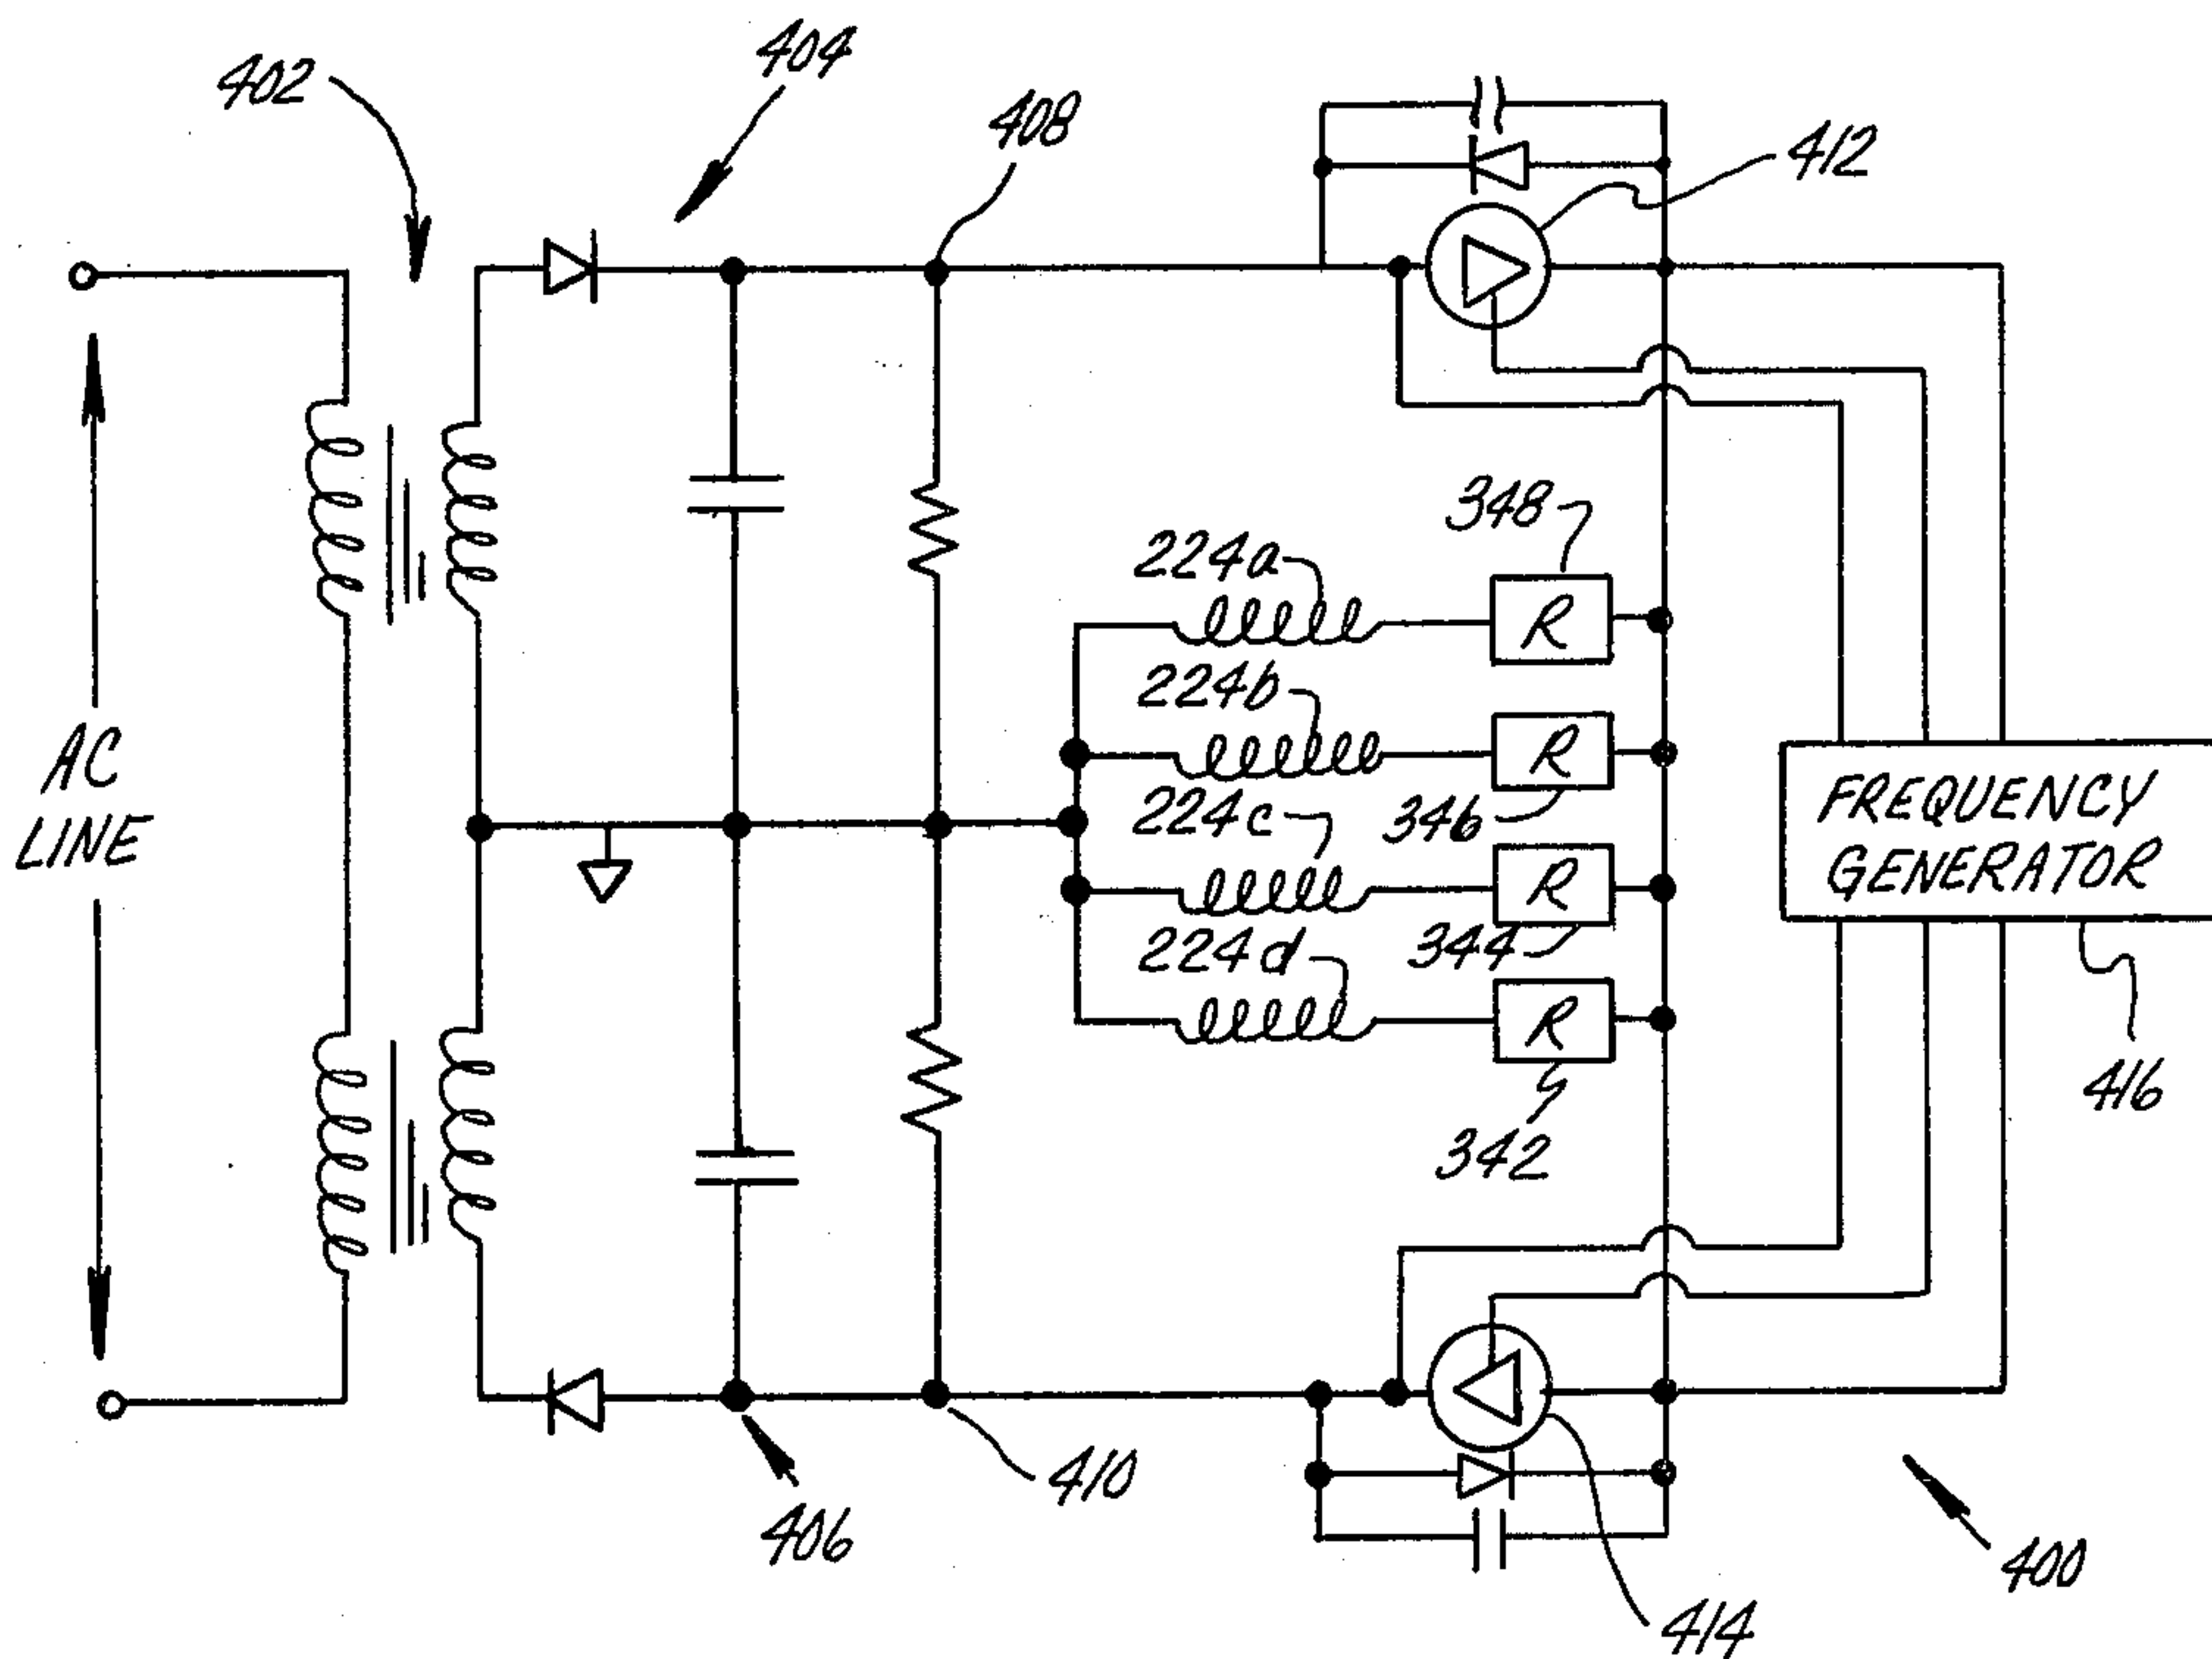 404
402
408
412
348
R
224a
224b
R
AC
LINE
346
224c
R
FREQUENCY
GENERATOR
344
224d
R
342
416
410
406
400
414